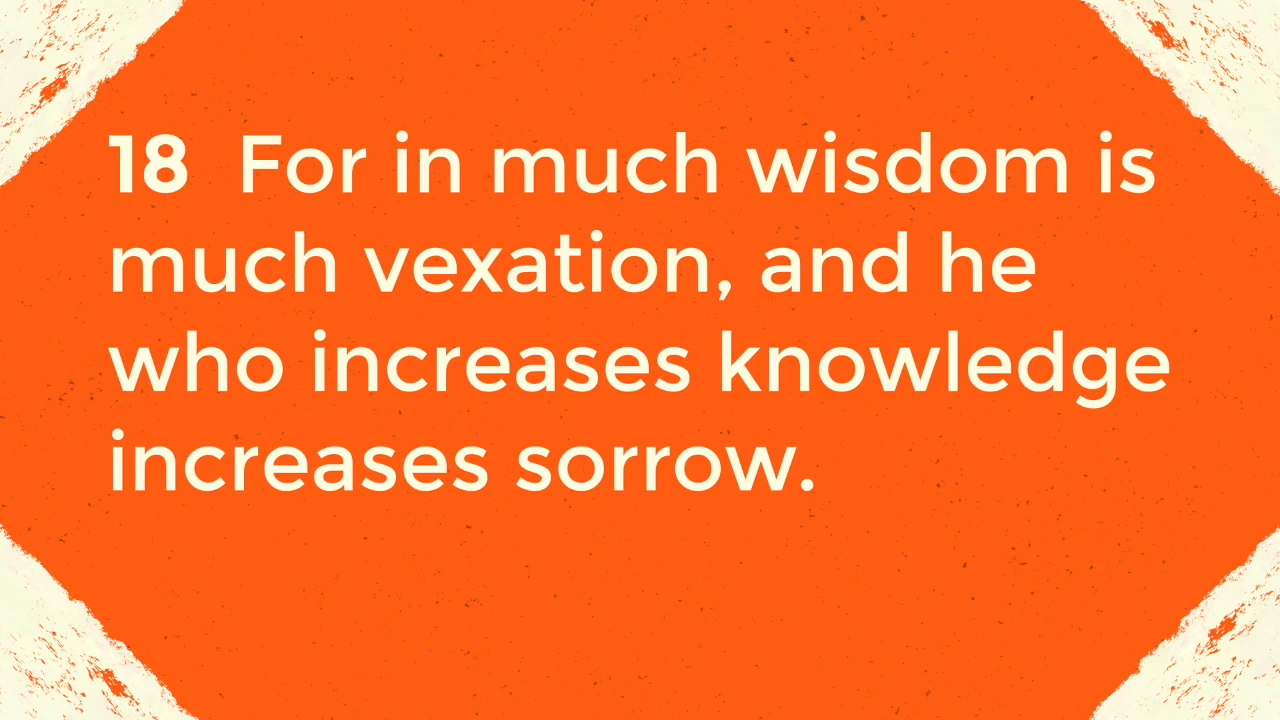 18 For in much wisdom is
much vexation, and he
who increases knowledge
increases sorrow.